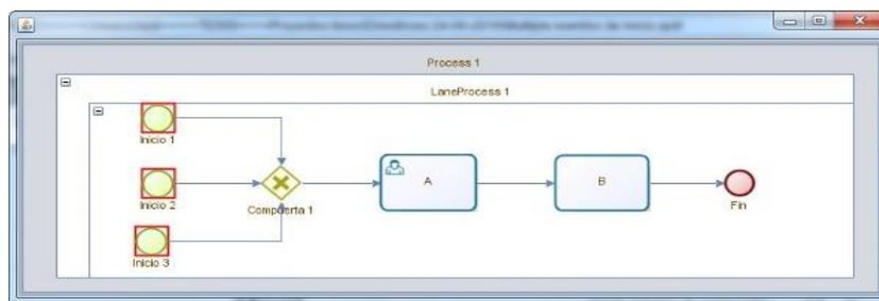 Process 1
LaneProcess 1
Inicio 1
Inicio 2
Compuerta 1
A
B
Fin
Inicio 3